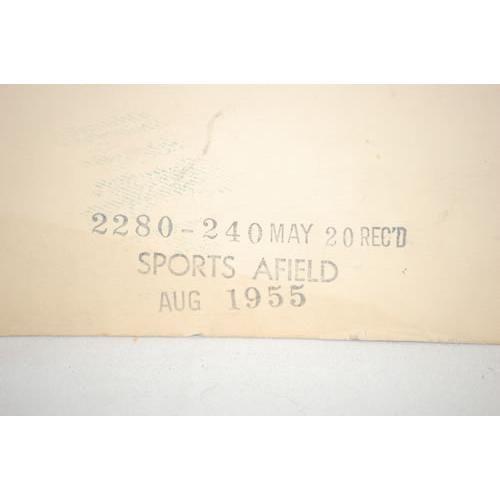 2280-240 MAY 20 REC'D
SPORTS AFIELD
AUG 1955